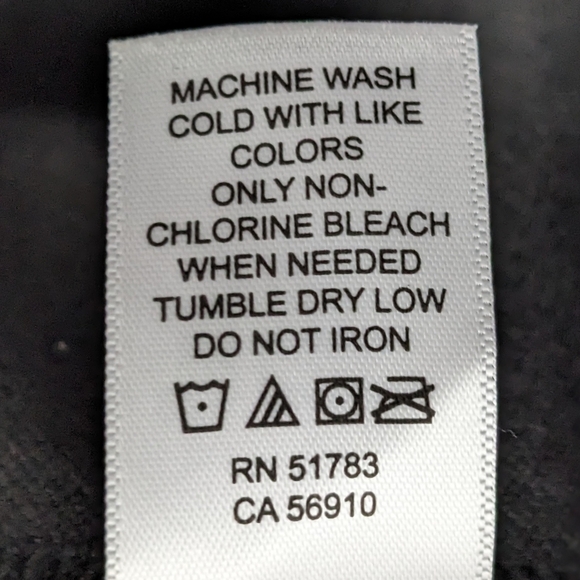 MACHINE WASH
COLD WITH LIKE
COLORS
ONLY NON-
CHLORINE BLEACH
WHEN NEEDED
TUMBLE DRY LOW
DO NOT IRON
RN 51783
CA 56910